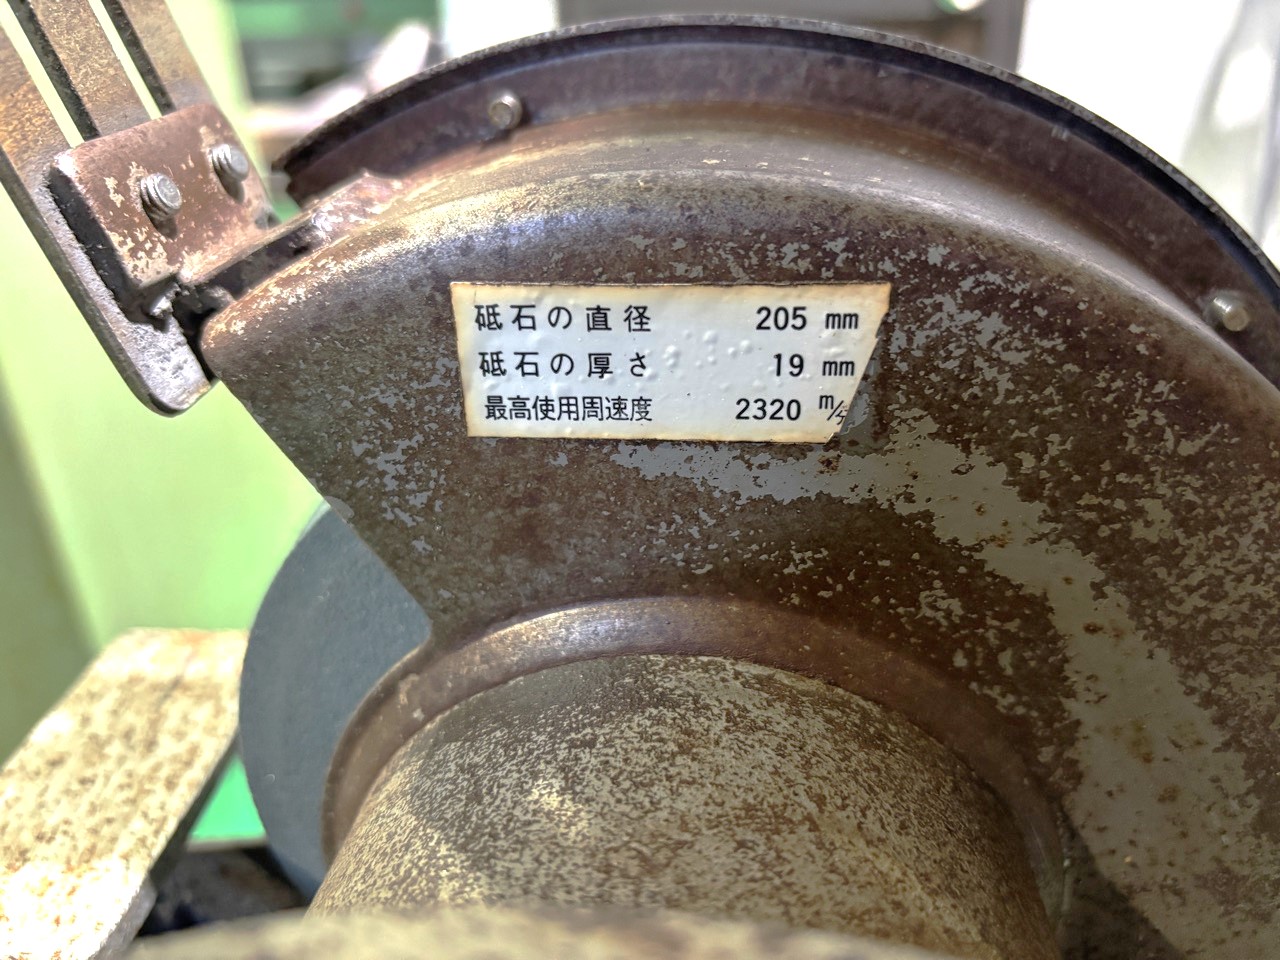 砥石の直径 205 mm
砥石の厚さ 19 mm
最高使用周速度 2320 m/分